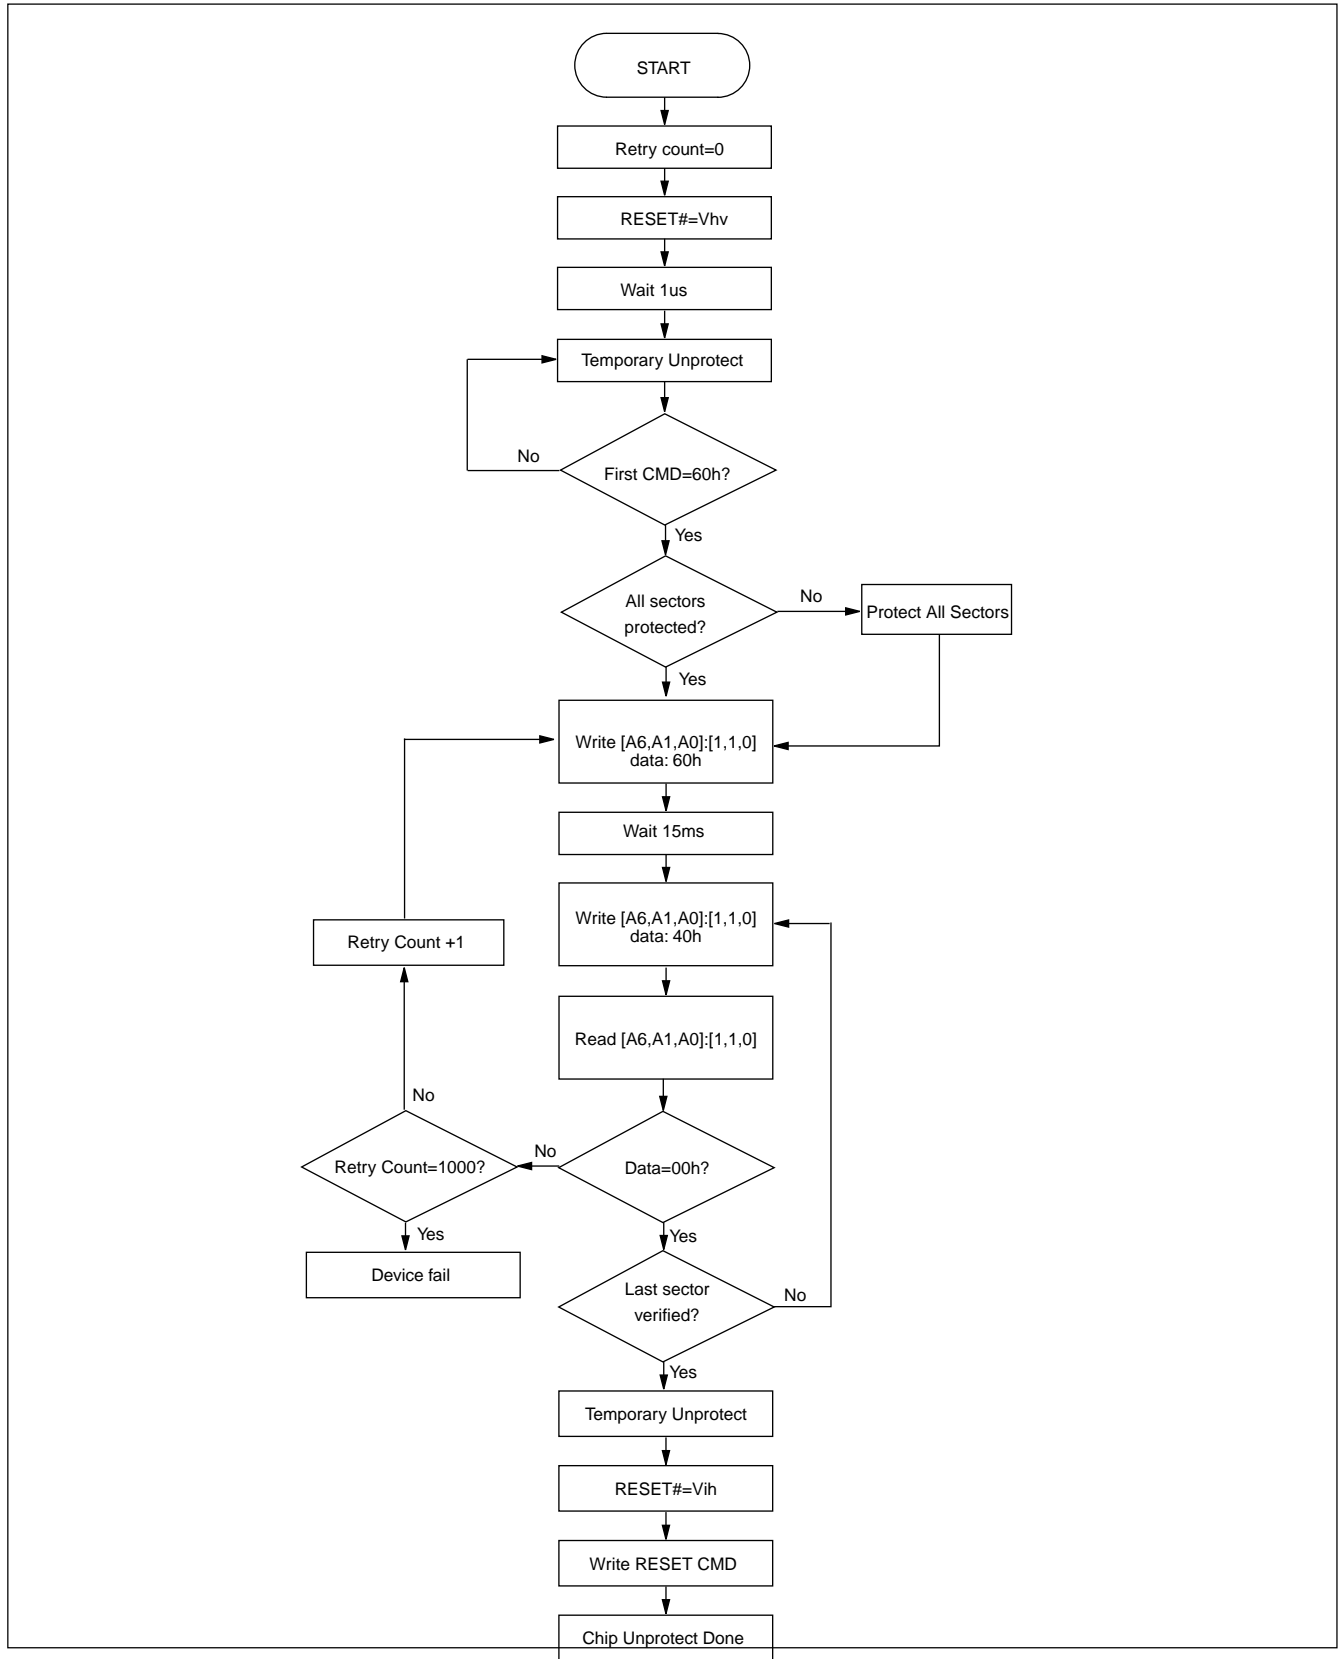 START
Retry count=0
RESET#=Vhv
Wait 1us
Temporary Unprotect
No
First CMD=60h?
Yes
All sectors
protected?
No
Protect All Sectors
Yes
Write [A6,A1,A0]:[1,1,0]
data: 60h
Wait 15ms
Write [A6,A1,A0]:[1,1,0]
data: 40h
Retry Count +1
Read [A6,A1,A0]:[1,1,0]
No
Retry Count=1000?
No
Data=00h?
Yes
Yes
Device fail
Last sector
verified?
No
Yes
Temporary Unprotect
RESET#=Vih
Write RESET CMD
Chip Unprotect Done